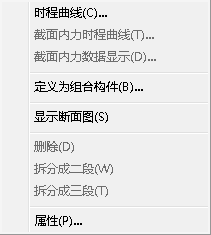 时程曲线(C)...
截面内力时程曲线(T)...
截面内力数据显示(D)...
定义为组合构件(B)...
显示断面图(S)
删除(D)
拆分成二段(W)
拆分成三段(T)
属性(P)...